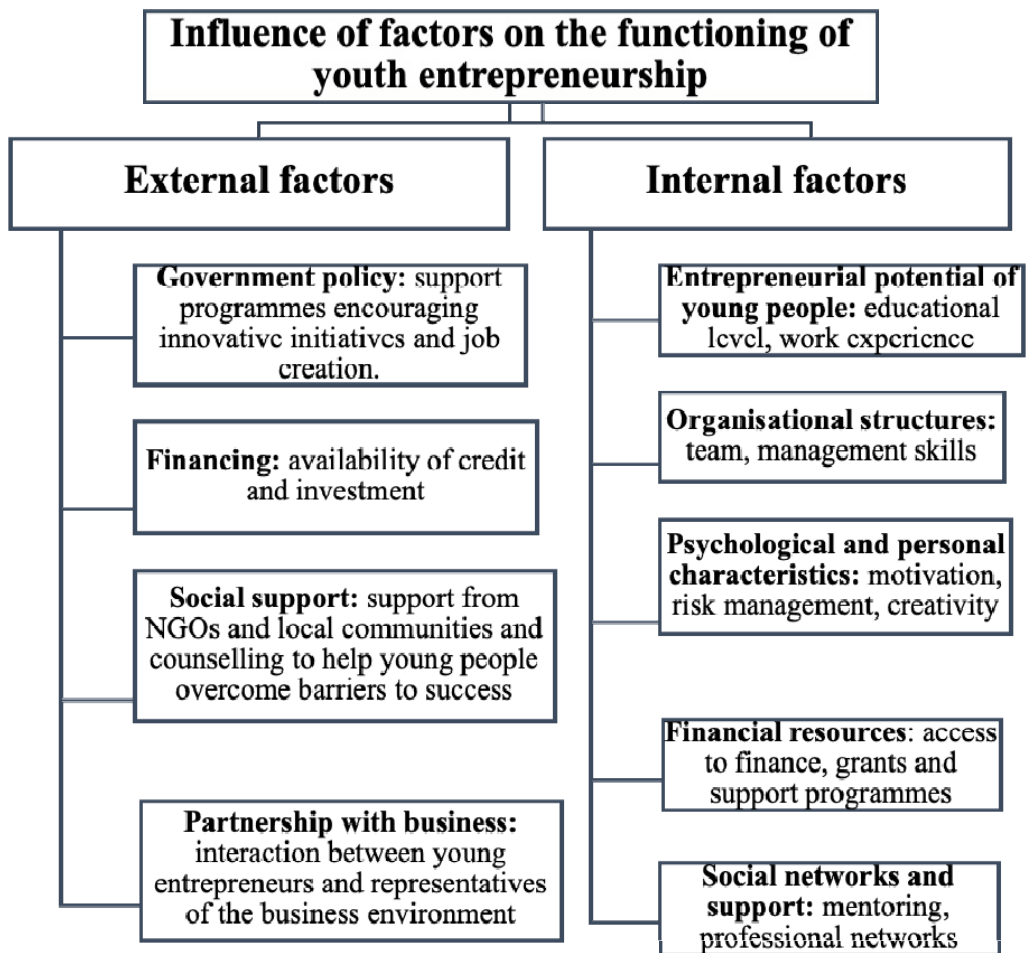 Influence of factors on the functioning of
youth entrepreneurship
External factors
Government policy: support
programmes encouraging
innovative initiatives and job
creation.
Financing: availability of credit
and investment
Social support: support from
NGOs and local communities and
counselling to help young people
overcome barriers to success
Partnership with business:
interaction between young
entrepreneurs and representatives
of the business environment
Internal factors
Entrepreneurial potential of
young people: educational
level, work experience
Organisational structures:
team, management skills
Psychological and personal
characteristics: motivation,
risk management, creativity
Financial resources: access
to finance, grants and
support programmes
Social networks and
support: mentoring,
professional networks